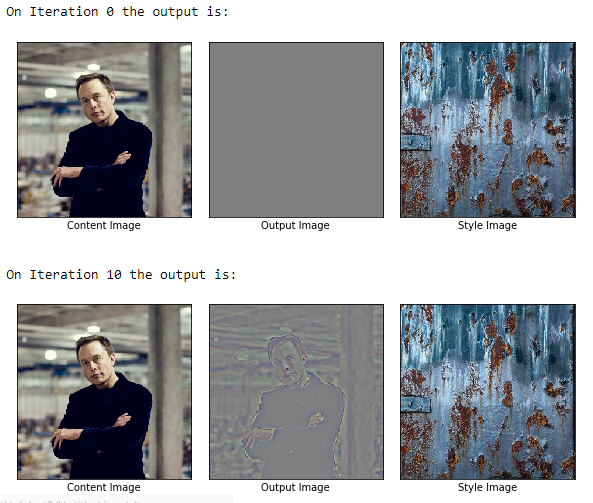 On Iteration 0 the output is:
Content Image
Output Image
Style Image
On Iteration 10 the output is:
Content Image
Output Image
Style Image